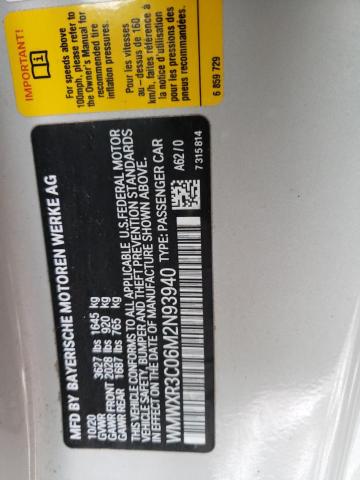 IMPORTANT!
For speeds above
100mph, please refer to
the Owner's Manual for
recommended tire
inflation pressures.
Pour les vitesses
au - dessus de 160
km/h, faites référence à
la notice d'utilisation
pour les pressions des
pneus recommandées.
6 859 729
MFD BY BAYERISCHE MOTOREN WERKE AG
10/20
GVWR 3627 lbs 1645 kg
GAWR FRONT 2028 lbs 920 kg
GAWR REAR 1687 lbs 765 kg
THIS VEHICLE CONFORMS TO ALL APPLICABLE U.S.FEDERAL MOTOR
VEHICLE SAFETY, BUMPER AND THEFT PREVENTION STANDARDS
IN EFFECT ON THE DATE OF MANUFACTURE SHOWN ABOVE.
WMWXR3C06M2N93940 TYPE: PASSENGER CAR
A62/0
7 315 814